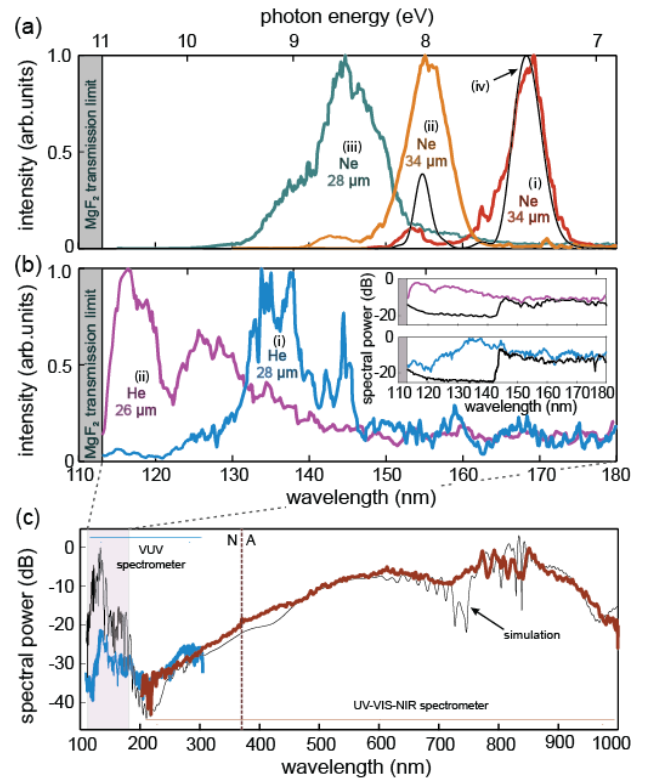 photon energy (eV)
(a)
11 10 9 8 7
intensity (arb.units)
1.0
0.5
0
MgF2 transmission limit
(iii)
Ne
28 μm
(ii)
Ne
34 μm
(iv)
(i)
Ne
34 μm
(b)
intensity (arb.units)
1.0
0.5
0
MgF2 transmission limit
(ii)
He
26 μm
(i)
He
28 μm
spectral power (dB)
0
-20
0
-20
110 120 130 140 150 160 170 180
wavelength (nm)
110 120 130 140 150 160 170 180
wavelength (nm)
(c)
spectral power (dB)
0
-10
-20
-30
-40
VUV
spectrometer
N A
simulation
UV-VIS-NIR spectrometer
100 200 300 400 500 600 700 800 900 1000
wavelength (nm)